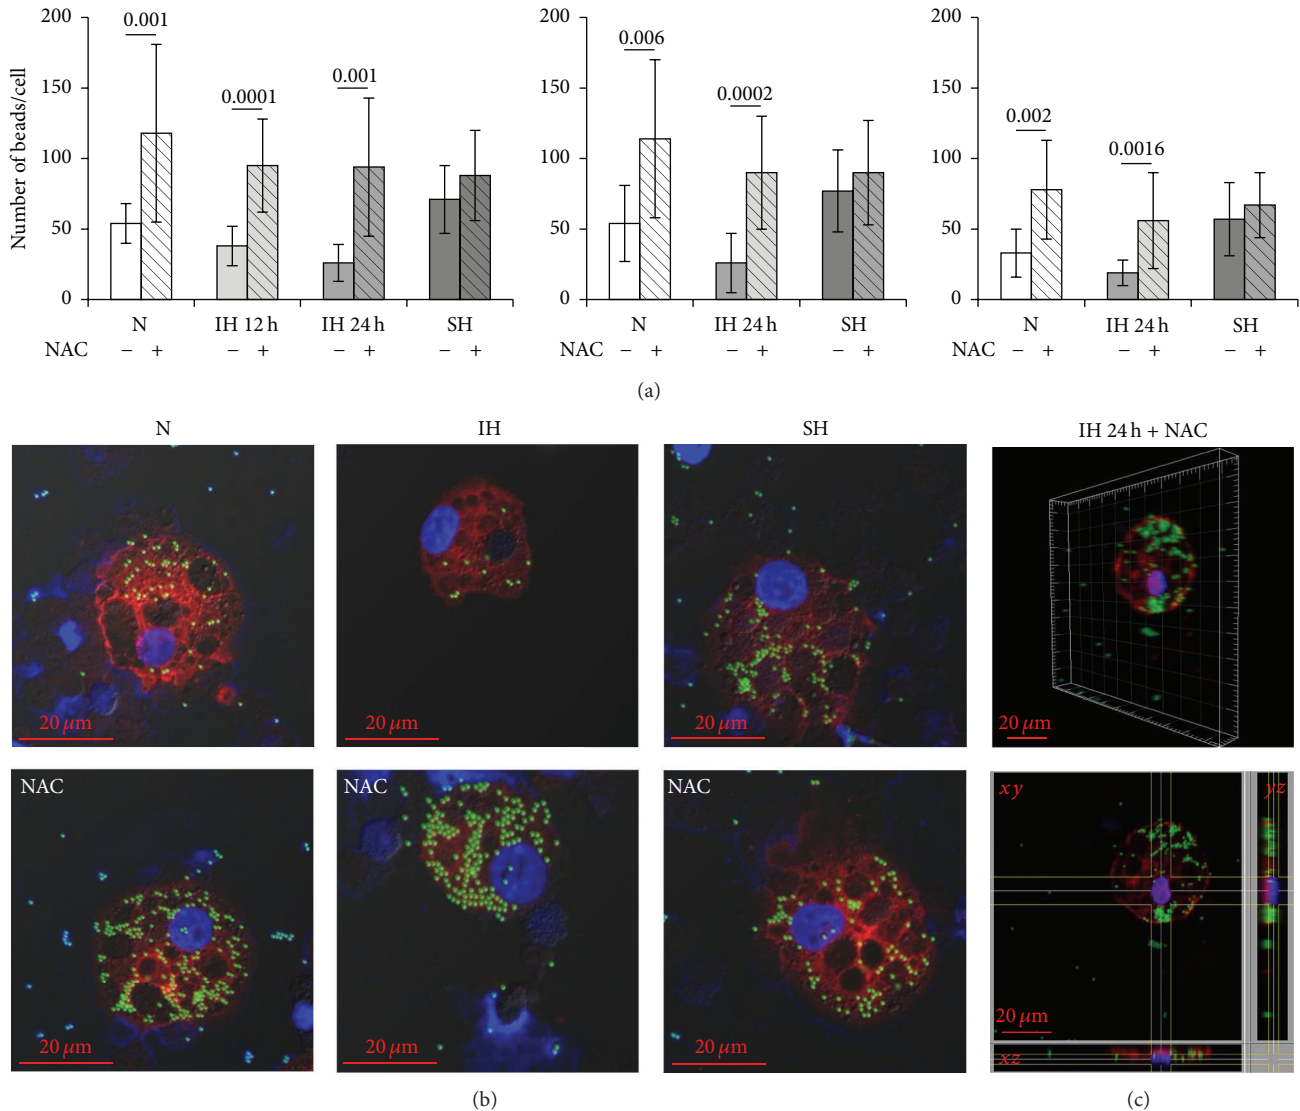 200 200 200
0.001 0.006
0.001 0.0001 0.0002 0.002 0.0016
150 150 150
100 100 100
50 50 50
0 0 0
Number of beads/cell
N IH 12 h IH 24 h SH N IH 24 h SH N IH 24 h SH
NAC − + − + − + − + NAC − + − + − + NAC − + − + − +
(a)
N IH SH IH 24 h + NAC
20 μm 20 μm 20 μm 20 μm
NAC NAC NAC xy yz
20 μm
20 μm 20 μm 20 μm xz
(b) (c)